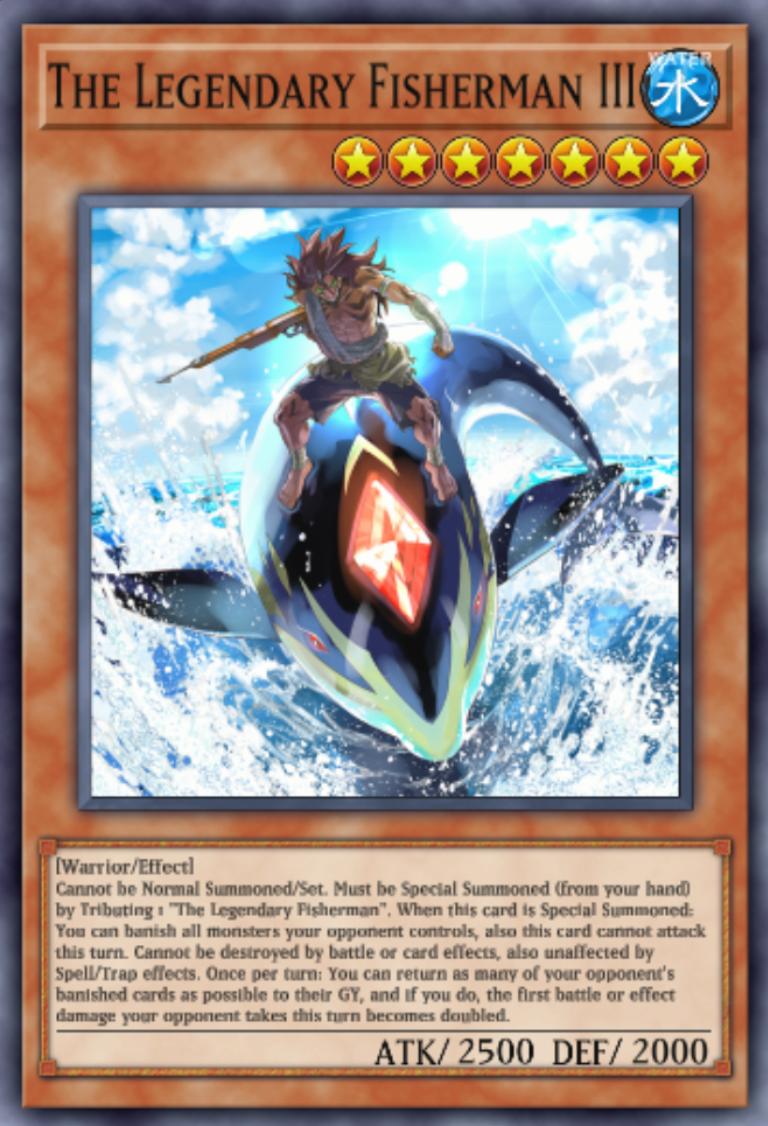 The Legendary Fisherman III
WATER
水
[Warrior/Effect]
Cannot be Normal Summoned/Set. Must be Special Summoned (from your hand)
by Tributing 1 "The Legendary Fisherman". When this card is Special Summoned:
You can banish all monsters your opponent controls, also this card cannot attack
this turn. Cannot be destroyed by battle or card effects, also unaffected by
Spell/Trap effects. Once per turn: You can return as many of your opponent's
banished cards as possible to their GY, and if you do, the first battle or effect
damage your opponent takes this turn becomes doubled.
ATK/ 2500 DEF/ 2000